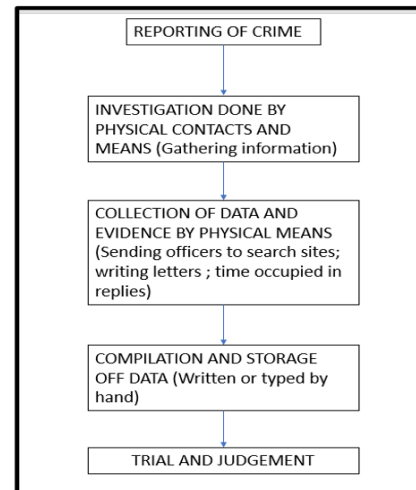 REPORTING OF CRIME
INVESTIGATION DONE BY
PHYSICAL CONTACTS AND
MEANS (Gathering information)
COLLECTION OF DATA AND
EVIDENCE BY PHYSICAL MEANS
(Sending officers to search sites;
writing letters ; time occupied in
replies)
COMPILATION AND STORAGE
OFF DATA (Written or typed by
hand)
TRIAL AND JUDGEMENT